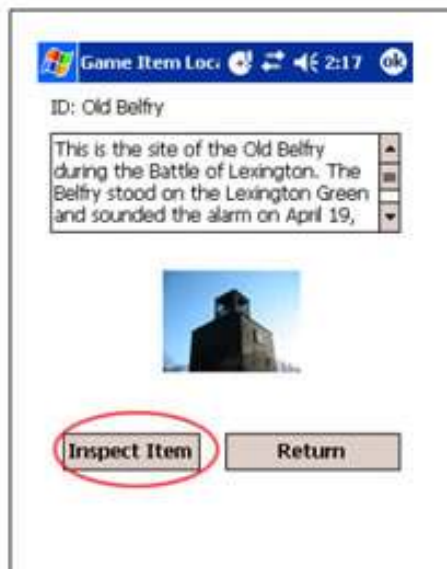 Game Item Loca 2:17 ok
ID: Old Belfry
This is the site of the Old Belfry
during the Battle of Lexington. The
Belfry stood on the Lexington Green
and sounded the alarm on April 19,
Inspect Item Return